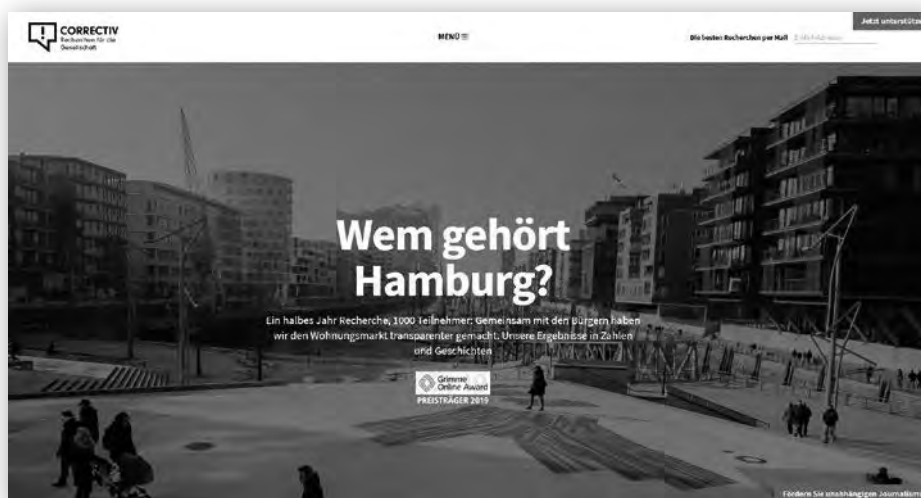 CORRECTIV
Recherchen für die
Gesellschaft
MENÜ
Die besten Recherchen per Mail
Jetzt unterstütze
Wem gehört
Hamburg?
Ein halbes Jahr Recherche, 1000 Teilnehmer: Gemeinsam mit den Bürgern haben
wir den Wohnungsmarkt transparenter gemacht. Unsere Ergebnisse in Zahlen
und Geschichten
Grimme
Online Award
PREISTRÄGER 2019
Fördern Sie unabhängigen Journalismus